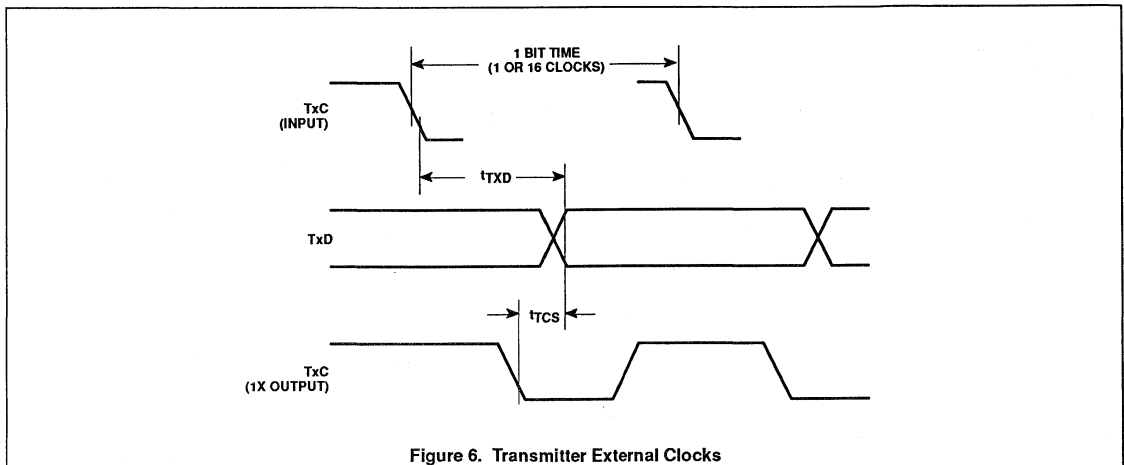 1 BIT TIME
(1 OR 16 CLOCKS)
TxC
(INPUT)
tTXD
TxD
tTCS
TxC
(1X OUTPUT)
Figure 6. Transmitter External Clocks